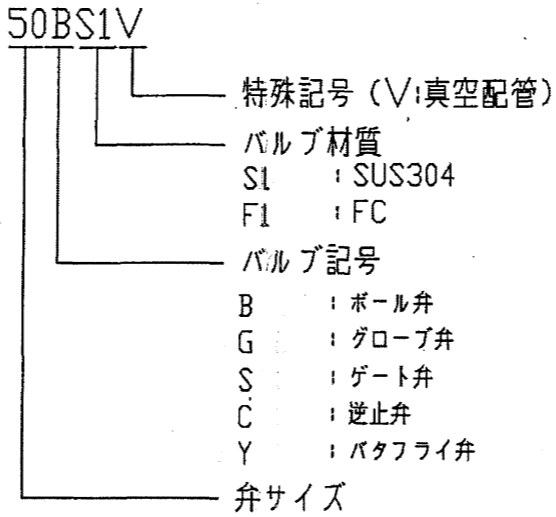 50BS1V
特殊記号（V:真空配管）
バルブ材質
S1 : SUS304
F1 : FC
バルブ記号
B : ボール弁
G : グローブ弁
S : ゲート弁
C : 逆止弁
Y : バタフライ弁
弁サイズ